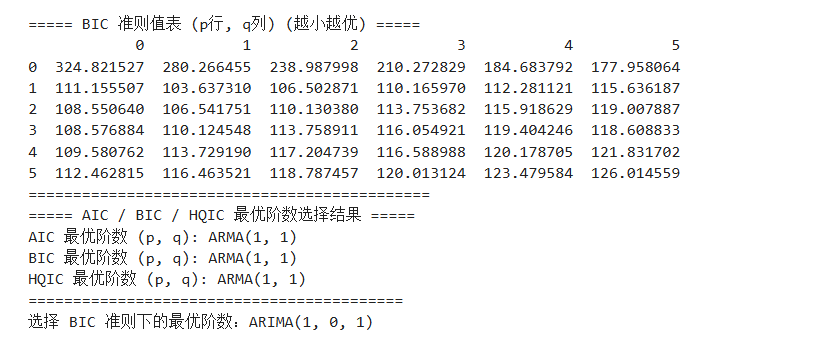 ===== BIC 准则值表 (p行, q列) (越小越优) =====
0 1 2 3 4 5
0 324.821527 280.266455 238.987998 210.272829 184.683792 177.958064
1 111.155507 103.637310 106.502871 110.165970 112.281121 115.636187
2 108.550640 106.541751 110.130380 113.753682 115.918629 119.007887
3 108.576884 110.124548 113.758911 116.054921 119.404246 118.608833
4 109.580762 113.729190 117.204739 116.588988 120.178705 121.831702
5 112.462815 116.463521 118.787457 120.013124 123.479584 126.014559
=============================================
===== AIC / BIC / HQIC 最优阶数选择结果 =====
AIC 最优阶数 (p, q): ARMA(1, 1)
BIC 最优阶数 (p, q): ARMA(1, 1)
HQIC 最优阶数 (p, q): ARMA(1, 1)
==========================================
选择 BIC 准则下的最优阶数：ARIMA(1, 0, 1)